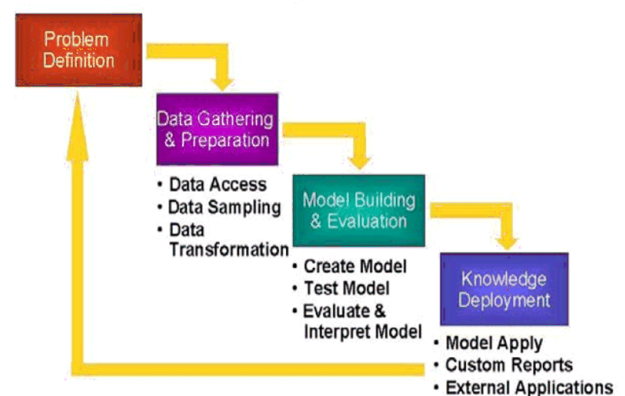 Problem
Definition
Data Gathering
& Preparation
• Data Access
• Data Sampling
• Data
Transformation
Model Building
& Evaluation
• Create Model
• Test Model
• Evaluate &
Interpret Model
Knowledge
Deployment
• Model Apply
• Custom Reports
• External Applications